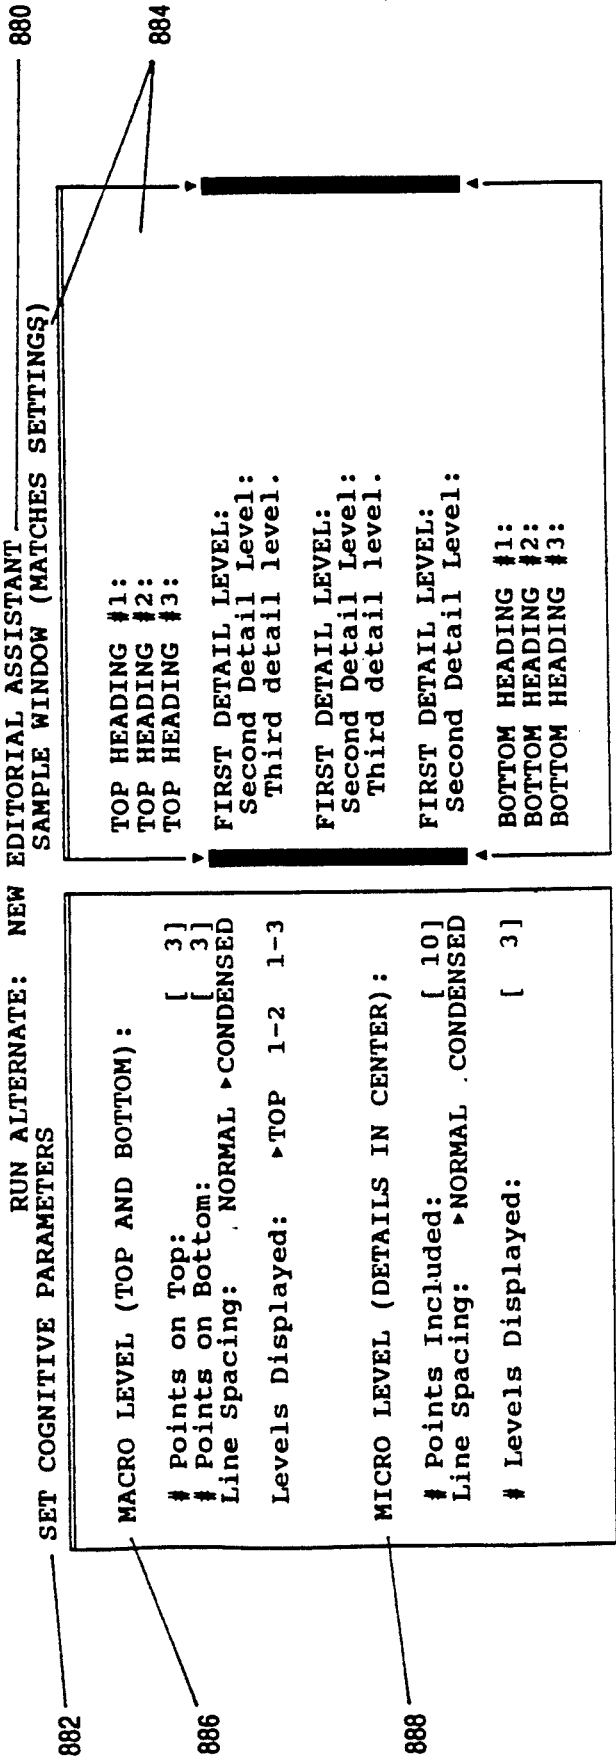 RUN ALTERNATE: NEW EDITORIAL ASSISTANT 880
SET COGNITIVE PARAMETERS
882
MACRO LEVEL (TOP AND BOTTOM):
886
# Points on Top: [ 3]
# Points on Bottom: [ 3]
Line Spacing: NORMAL ▸CONDENSED
Levels Displayed: ▸TOP 1-2 1-3
MICRO LEVEL (DETAILS IN CENTER):
888
# Points Included: [ 10]
Line Spacing: ▸NORMAL CONDENSED
# Levels Displayed: [ 3]
SAMPLE WINDOW (MATCHES SETTINGS)
884
TOP HEADING #1:
TOP HEADING #2:
TOP HEADING #3:
FIRST DETAIL LEVEL:
Second Detail Level:
Third detail level.
FIRST DETAIL LEVEL:
Second Detail Level:
Third detail level.
FIRST DETAIL LEVEL:
Second Detail Level:
BOTTOM HEADING #1:
BOTTOM HEADING #2:
BOTTOM HEADING #3: